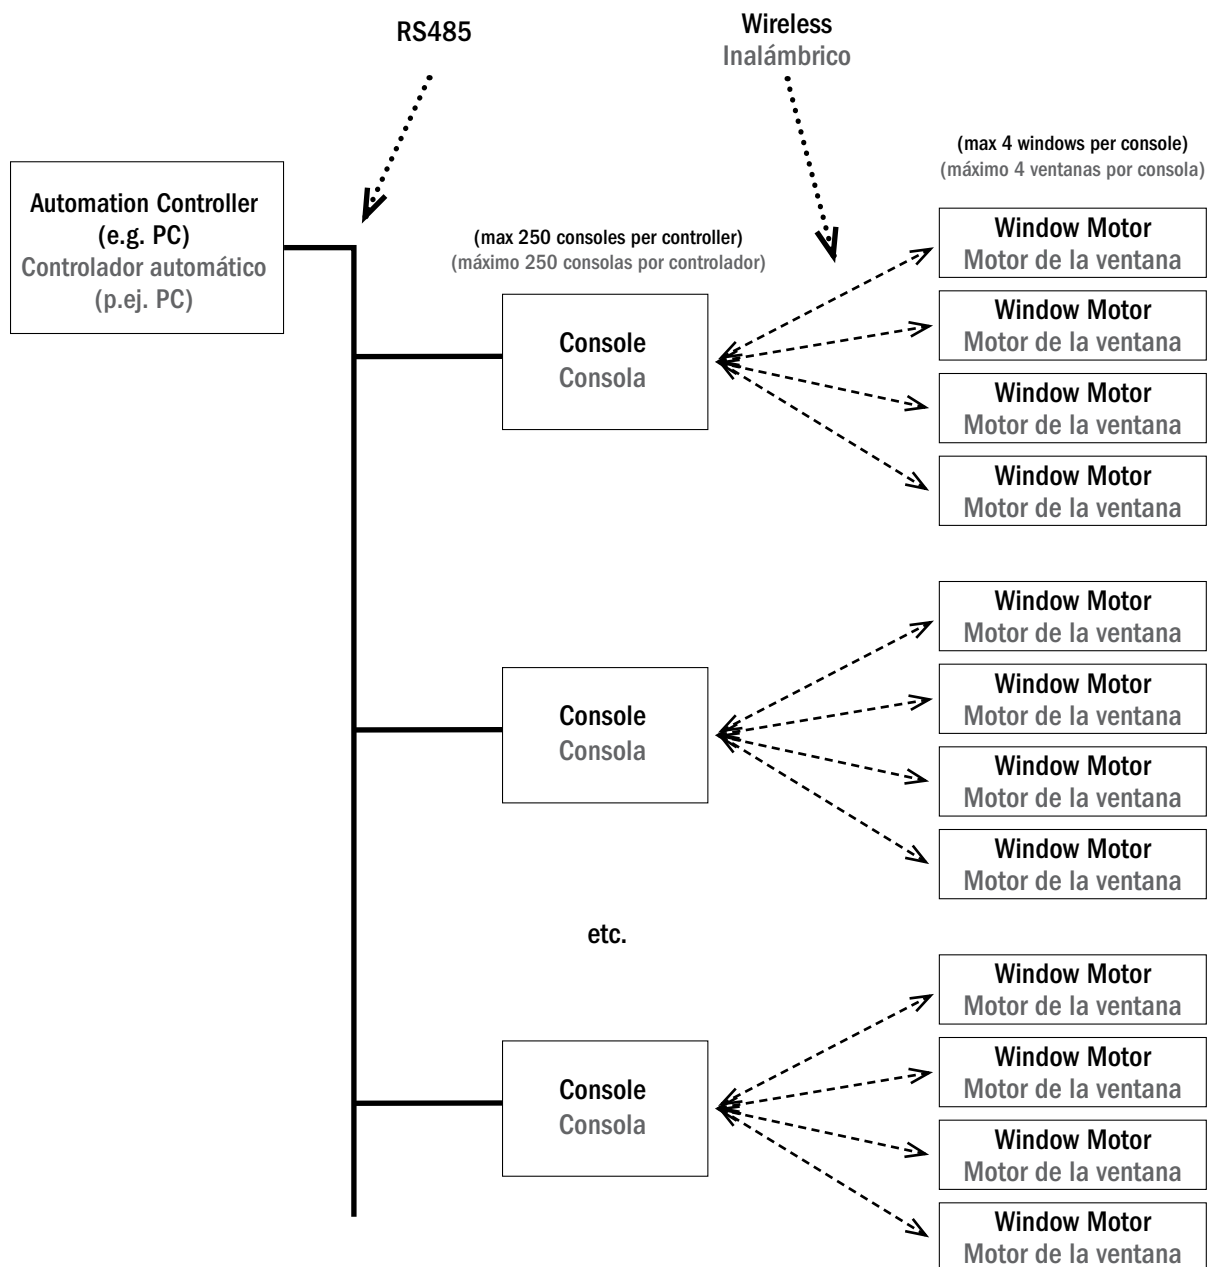 RS485
Wireless
Inalámbrico
(max 4 windows per console)
(máximo 4 ventanas por consola)
Automation Controller
(e.g. PC)
Controlador automático
(p.ej. PC)
(max 250 consoles per controller)
(máximo 250 consolas por controlador)
Console
Consola
Window Motor
Motor de la ventana
Window Motor
Motor de la ventana
Window Motor
Motor de la ventana
Window Motor
Motor de la ventana
Console
Consola
Window Motor
Motor de la ventana
Window Motor
Motor de la ventana
Window Motor
Motor de la ventana
Window Motor
Motor de la ventana
etc.
Console
Consola
Window Motor
Motor de la ventana
Window Motor
Motor de la ventana
Window Motor
Motor de la ventana
Window Motor
Motor de la ventana